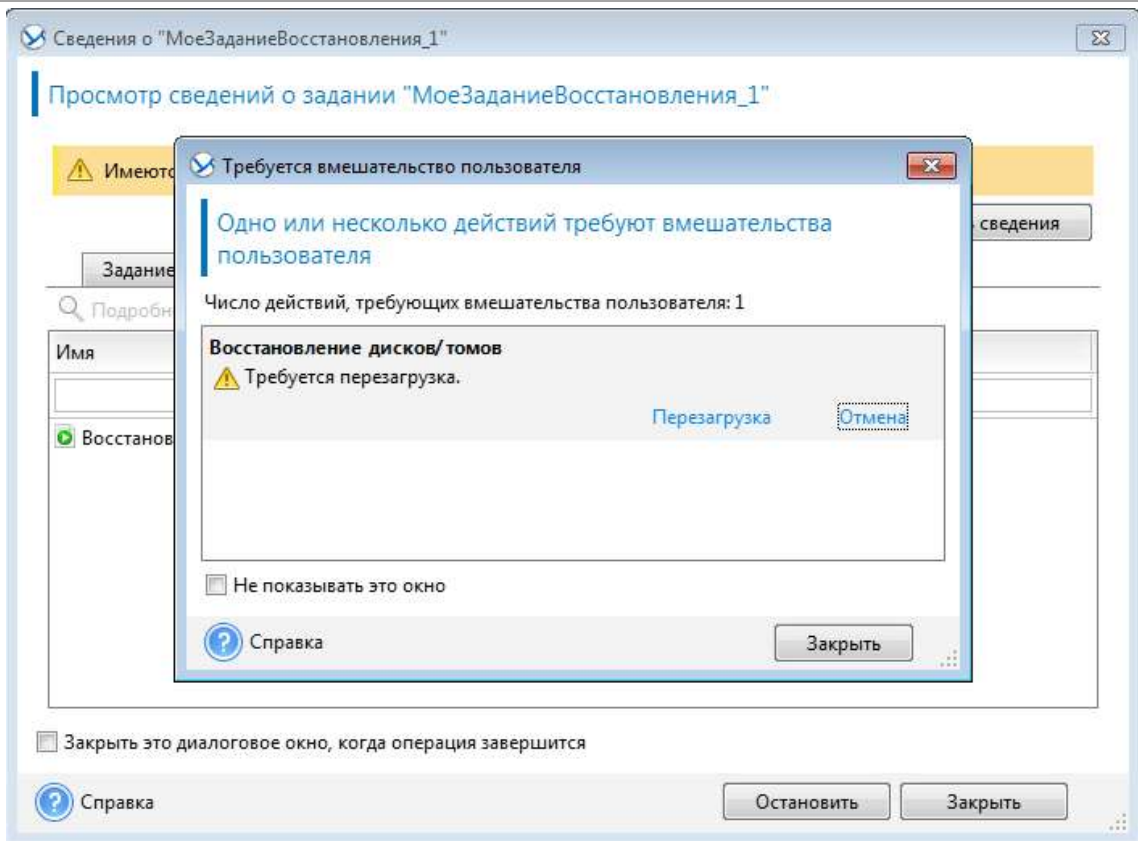 Сведения о "МоеЗаданиеВосстановления_1"
Просмотр сведений о задании "МоеЗаданиеВосстановления_1"
Требуется вмешательство пользователя
Одно или несколько действий требуют вмешательства
пользователя
сведения
Задание
Число действий, требующих вмешательства пользователя: 1
Имя
Восстановление дисков/томов
Требуется перезагрузка.
Перезагрузка Отмена
Не показывать это окно
Справка Закрыть
Закрыть это диалоговое окно, когда операция завершится
Справка Остановить Закрыть